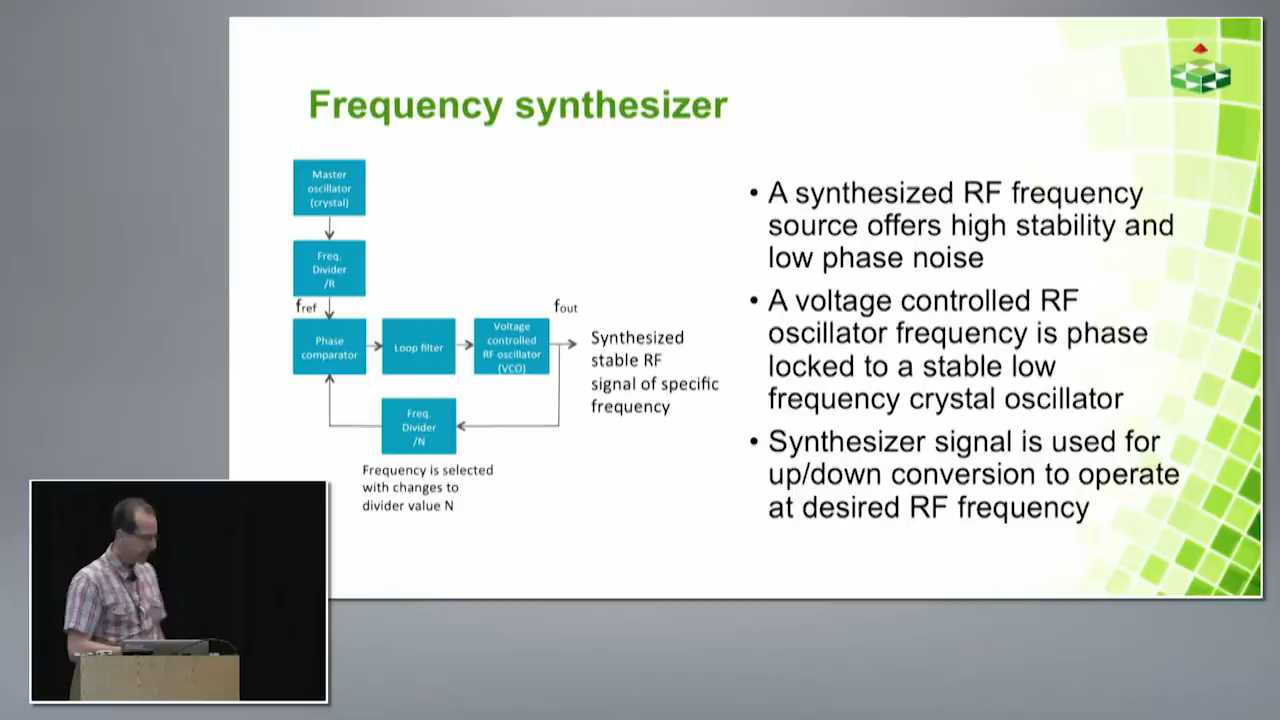 Frequency synthesizer
Master
oscillator
(crystal)
Freq.
Divider
/R
fref
fout
Phase
comparator
Loop filter
Voltage
controlled
RF oscillator
(VCO)
Synthesized
stable RF
signal of specific
frequency
Freq.
Divider
/N
Frequency is selected
with changes to
divider value N
• A synthesized RF frequency
source offers high stability and
low phase noise
• A voltage controlled RF
oscillator frequency is phase
locked to a stable low
frequency crystal oscillator
• Synthesizer signal is used for
up/down conversion to operate
at desired RF frequency